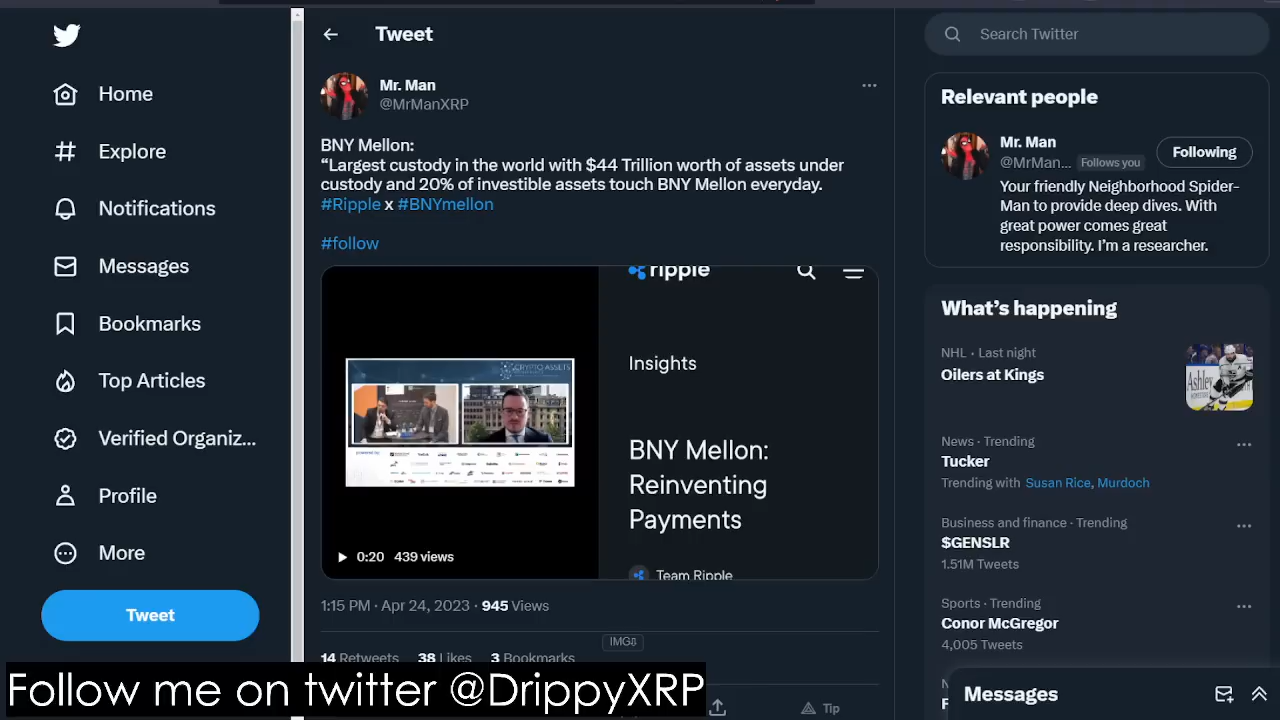 Home
Explore
Notifications
Messages
Bookmarks
Top Articles
Verified Organiz...
Profile
More
Tweet
Tweet
Mr. Man
@MrManXRP
BNY Mellon:
“Largest custody in the world with $44 Trillion worth of assets under
custody and 20% of investible assets touch BNY Mellon everyday.
#Ripple x #BNYmellon
#follow
CRYPTO ASSETS
powered by:
0:20 439 views
ripple
Insights
BNY Mellon:
Reinventing
Payments
Team Ripple
1:15 PM · Apr 24, 2023 · 945 Views
IMG
14 Retweets 38 Likes 3 Bookmarks
Tip
Search Twitter
Relevant people
Mr. Man
@MrMan... Follows you
Following
Your friendly Neighborhood Spider-
Man to provide deep dives. With
great power comes great
responsibility. I’m a researcher.
What’s happening
NHL · Last night
Oilers at Kings
Ashley
News · Trending
Tucker
Trending with Susan Rice, Murdoch
Business and finance · Trending
$GENSLR
1.51M Tweets
Sports · Trending
Conor McGregor
4,005 Tweets
Messages
Follow me on twitter @DrippyXRP